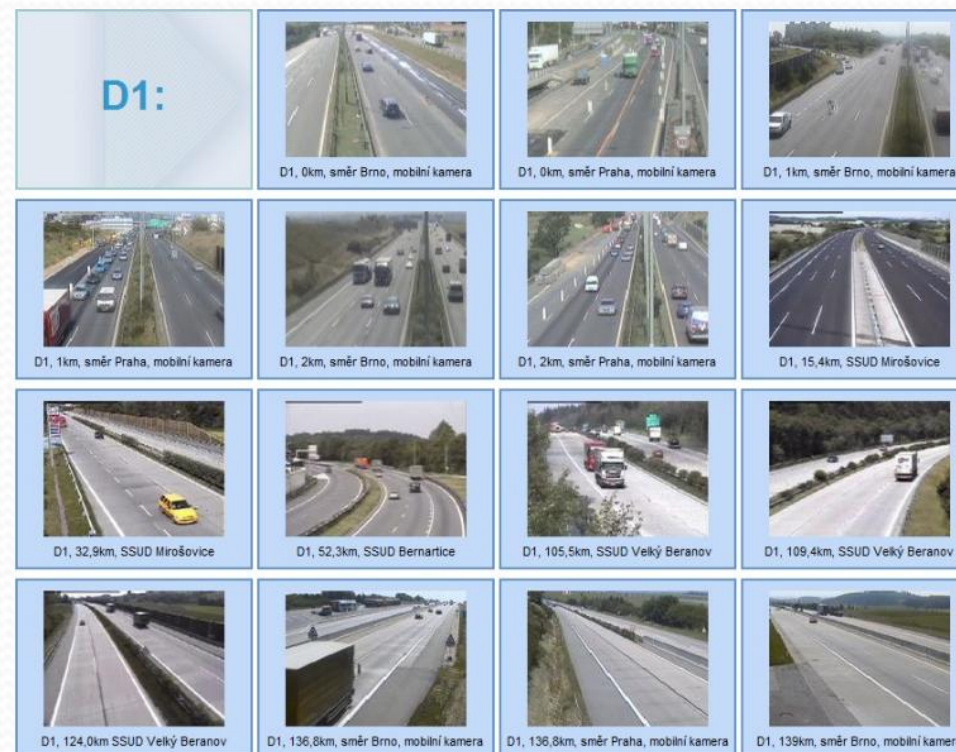 D1:
D1, 0km, směr Brno, mobilní kamera
D1, 0km, směr Praha, mobilní kamera
D1, 1km, směr Brno, mobilní kamera
D1, 1km, směr Praha, mobilní kamera
D1, 2km, směr Brno, mobilní kamera
D1, 2km, směr Praha, mobilní kamera
D1, 15,4km, SSUD Mirošovice
D1, 32,9km, SSUD Mirošovice
D1, 52,3km, SSUD Bernartice
D1, 105,5km, SSUD Velký Beranov
D1, 109,4km, SSUD Velký Beranov
D1, 124,0km SSUD Velký Beranov
D1, 136,8km, směr Brno, mobilní kamera
D1, 136,8km, směr Praha, mobilní kamera
D1, 139km, směr Brno, mobilní kamera